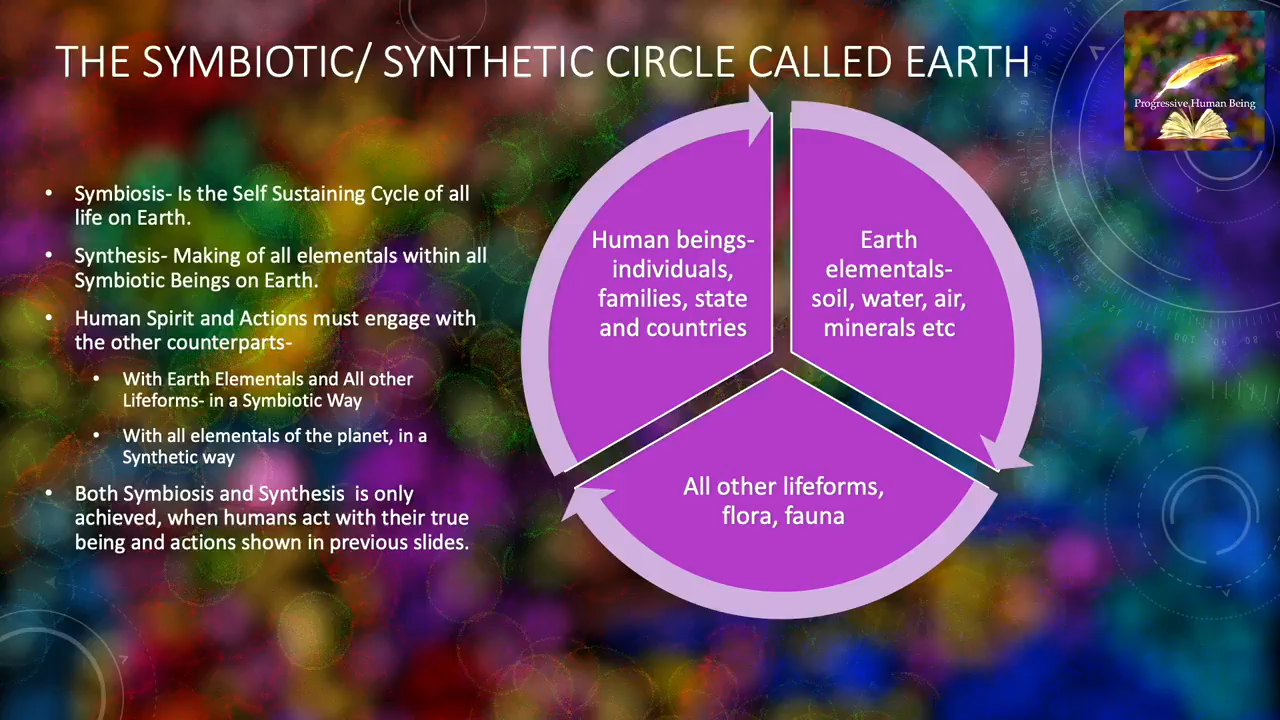 THE SYMBIOTIC/ SYNTHETIC CIRCLE CALLED EARTH
Progressive Human Being
• Symbiosis- Is the Self Sustaining Cycle of all
life on Earth.
• Synthesis- Making of all elementals within all
Symbiotic Beings on Earth.
• Human Spirit and Actions must engage with
the other counterparts-
• With Earth Elementals and All other
Lifeforms- in a Symbiotic Way
• With all elementals of the planet, in a
Synthetic way
• Both Symbiosis and Synthesis is only
achieved, when humans act with their true
being and actions shown in previous slides.
Human beings-
individuals,
families, state
and countries
Earth
elementals-
soil, water, air,
minerals etc
All other lifeforms,
flora, fauna